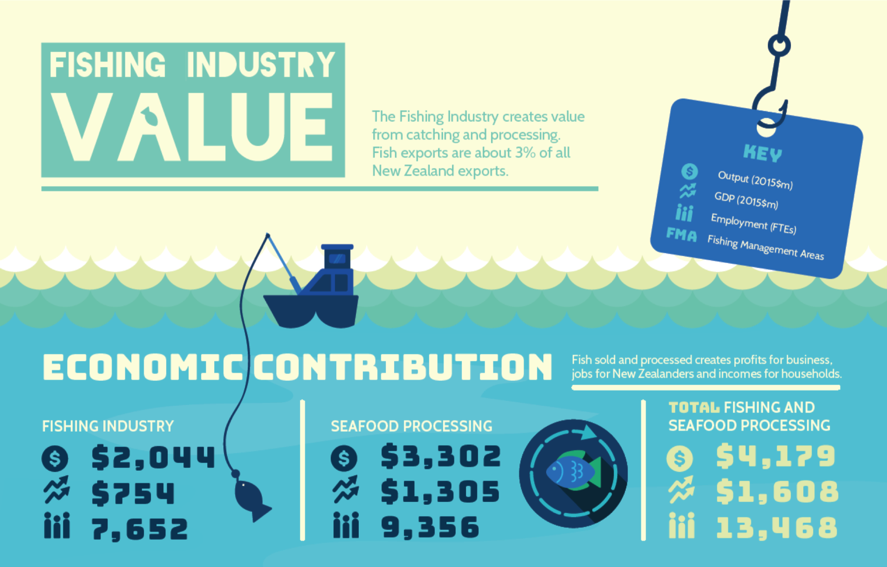 FISHING INDUSTRY
VALUE
The Fishing Industry creates value
from catching and processing.
Fish exports are about 3% of all
New Zealand exports.
KEY
$ Output (2015$m)
GDP (2015$m)
Employment (FTEs)
FMA Fishing Management Areas
ECONOMIC CONTRIBUTION
Fish sold and processed creates profits for business,
jobs for New Zealanders and incomes for households.
FISHING INDUSTRY
$ $2,044
$754
7,652
SEAFOOD PROCESSING
$ $3,302
$1,305
9,356
TOTAL FISHING AND
SEAFOOD PROCESSING
$ $4,179
$1,608
13,468